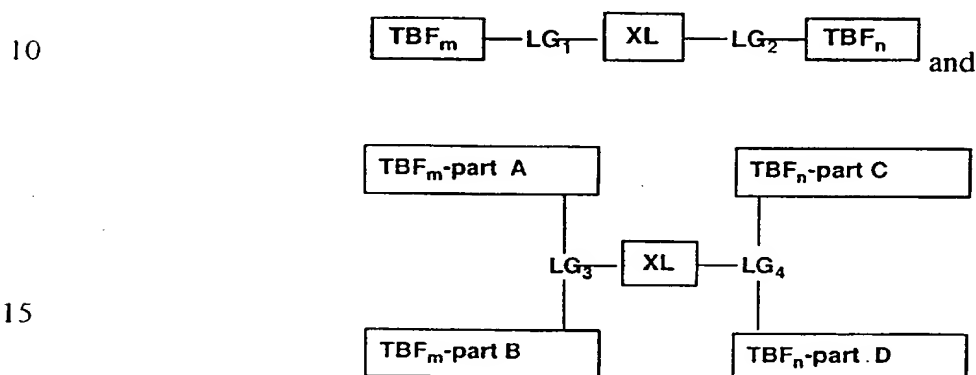 10 TBFm LG1 XL LG2 TBFn and
TBFm-part A TBFn-part C
LG3 XL LG4
15
TBFm-part B TBFn-part . D